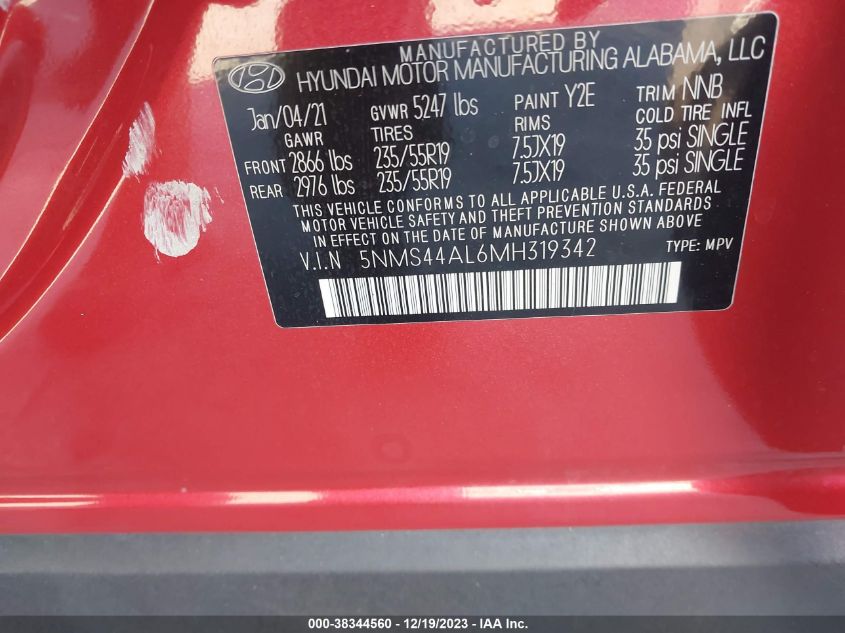 MANUFACTURED BY
HYUNDAI MOTOR MANUFACTURING ALABAMA, LLC
Jan/04/21 GVWR 5247 lbs PAINT Y2E TRIM NNB
GAWR TIRES RIMS COLD TIRE INFL
FRONT 2866 lbs 235/55R19 7.5JX19 35 psi SINGLE
REAR 2976 lbs 235/55R19 7.5JX19 35 psi SINGLE
THIS VEHICLE CONFORMS TO ALL APPLICABLE U.S.A. FEDERAL
MOTOR VEHICLE SAFETY AND THEFT PREVENTION STANDARDS
IN EFFECT ON THE DATE OF MANUFACTURE SHOWN ABOVE
V.I.N 5NMS44AL6MH319342 TYPE: MPV
000-38344560 - 12/19/2023 - IAAI Inc.